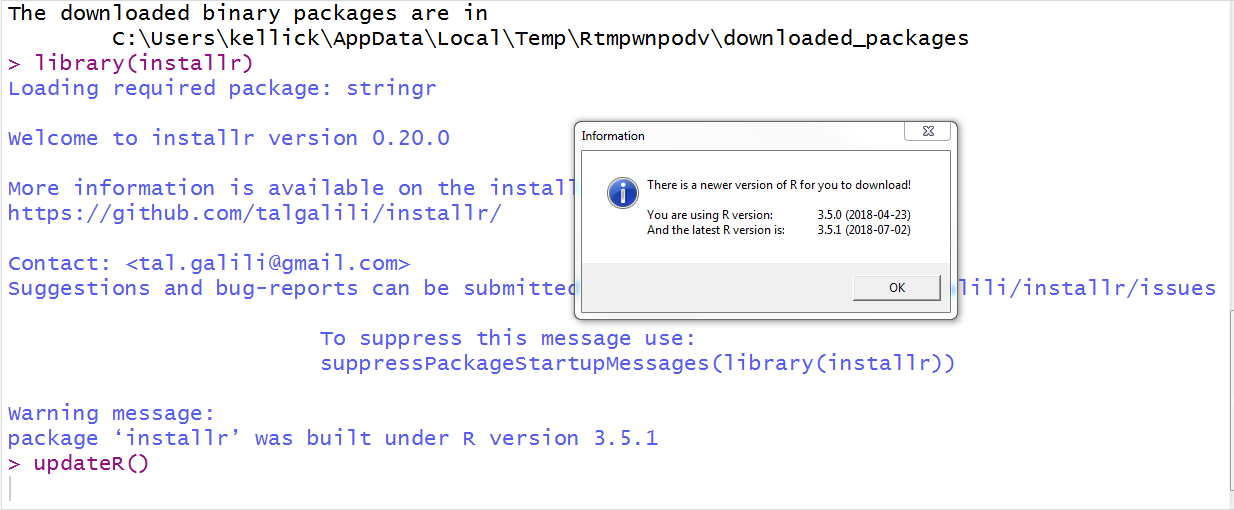 The downloaded binary packages are in
C:\Users\kellick\AppData\Local\Temp\Rtmpwnpodv\downloaded_packages
> library(installr)
Loading required package: stringr
Welcome to installr version 0.20.0
More information is available on the install
https://github.com/talgalili/installr/
Contact: <tal.galili@gmail.com>
Suggestions and bug-reports can be submitted lili/installr/issues
To suppress this message use:
suppressPackageStartupMessages(library(installr))
Warning message:
package ‘installr’ was built under R version 3.5.1
> updateR()
Information
There is a newer version of R for you to download!
You are using R version: 3.5.0 (2018-04-23)
And the latest R version is: 3.5.1 (2018-07-02)
OK